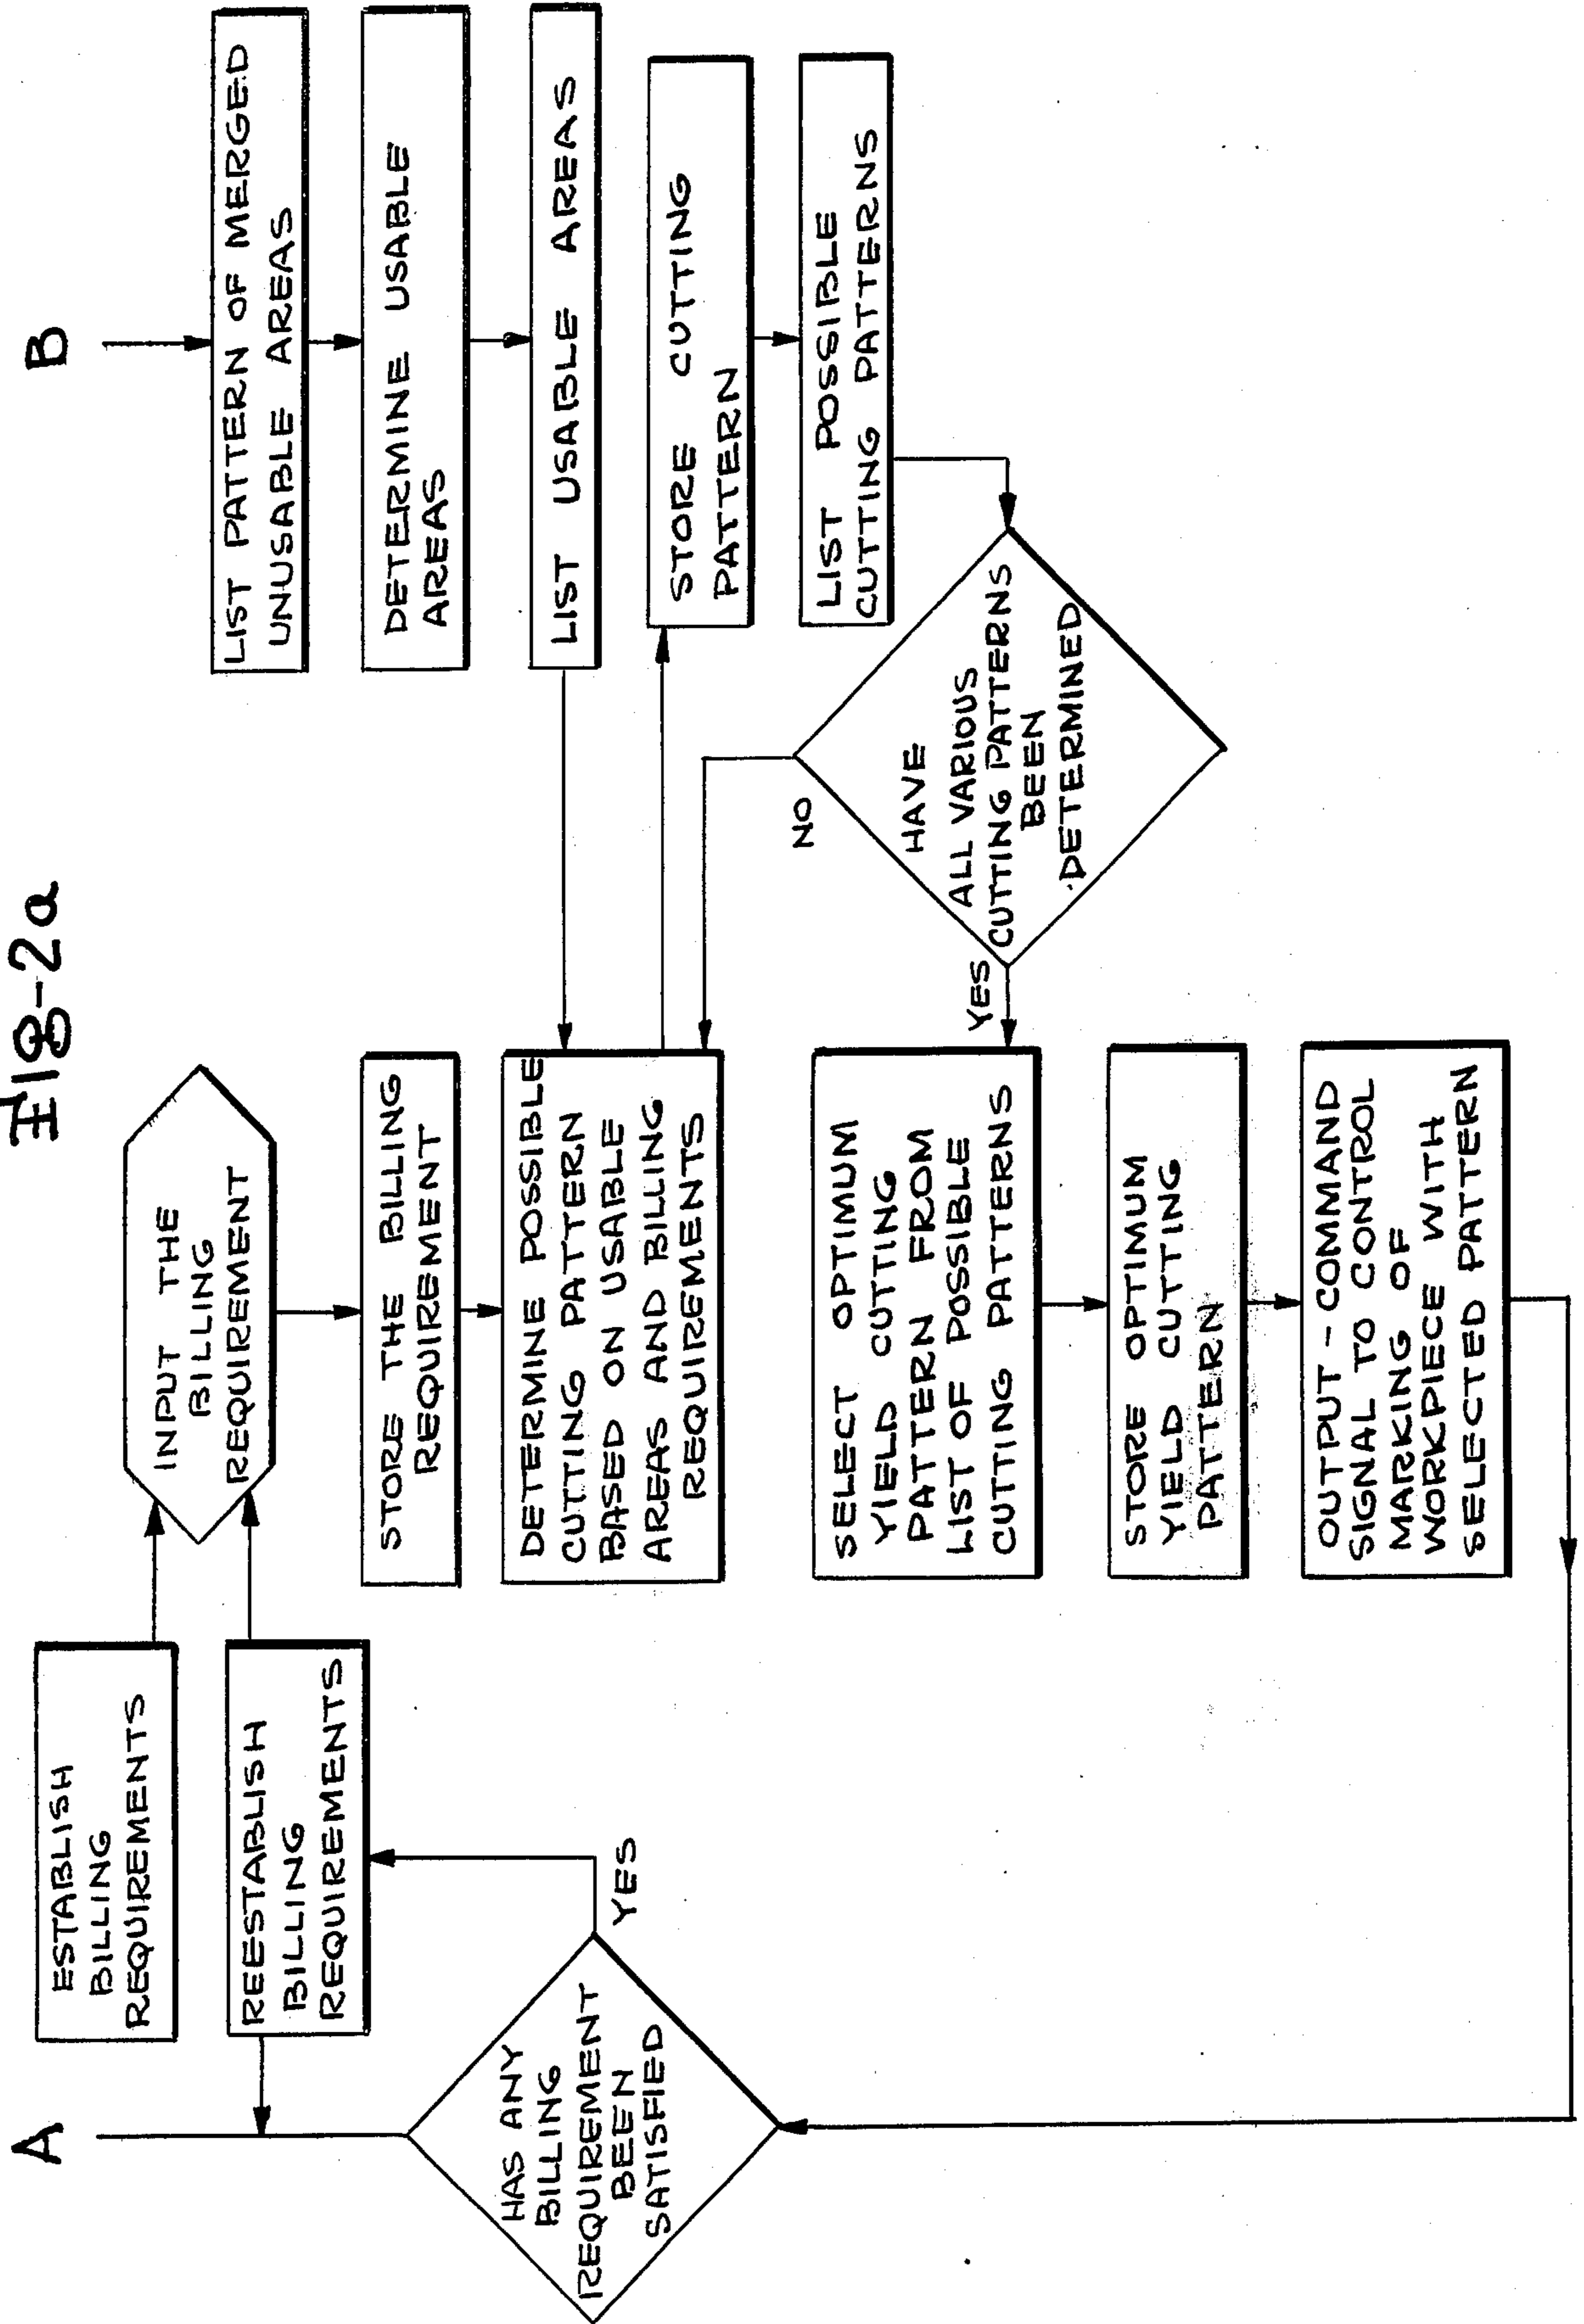 Fig-2a
A
B
ESTABLISH
BILLING
REQUIREMENTS
REESTABLISH
BILLING
REQUIREMENTS
HAS ANY
BILLING
REQUIREMENT
BEEN
SATISFIED
YES
INPUT THE
BILLING
REQUIREMENT
STORE THE BILLING
REQUIREMENT
DETERMINE POSSIBLE
CUTTING PATTERN
BASED ON USABLE
AREAS AND BILLING
REQUIREMENTS
SELECT OPTIMUM
YIELD CUTTING
PATTERN FROM
LIST OF POSSIBLE
CUTTING PATTERNS
STORE OPTIMUM
YIELD CUTTING
PATTERN
OUTPUT-COMMAND
SIGNAL TO CONTROL
MARKING OF
WORKPIECE WITH
SELECTED PATTERN
LIST PATTERN OF MERGED
UNUSABLE AREAS
DETERMINE USABLE
AREAS
LIST USABLE AREAS
STORE CUTTING
PATTERN
LIST POSSIBLE
CUTTING PATTERNS
HAVE
ALL VARIOUS
CUTTING PATTERNS
BEEN
DETERMINED
NO
YES